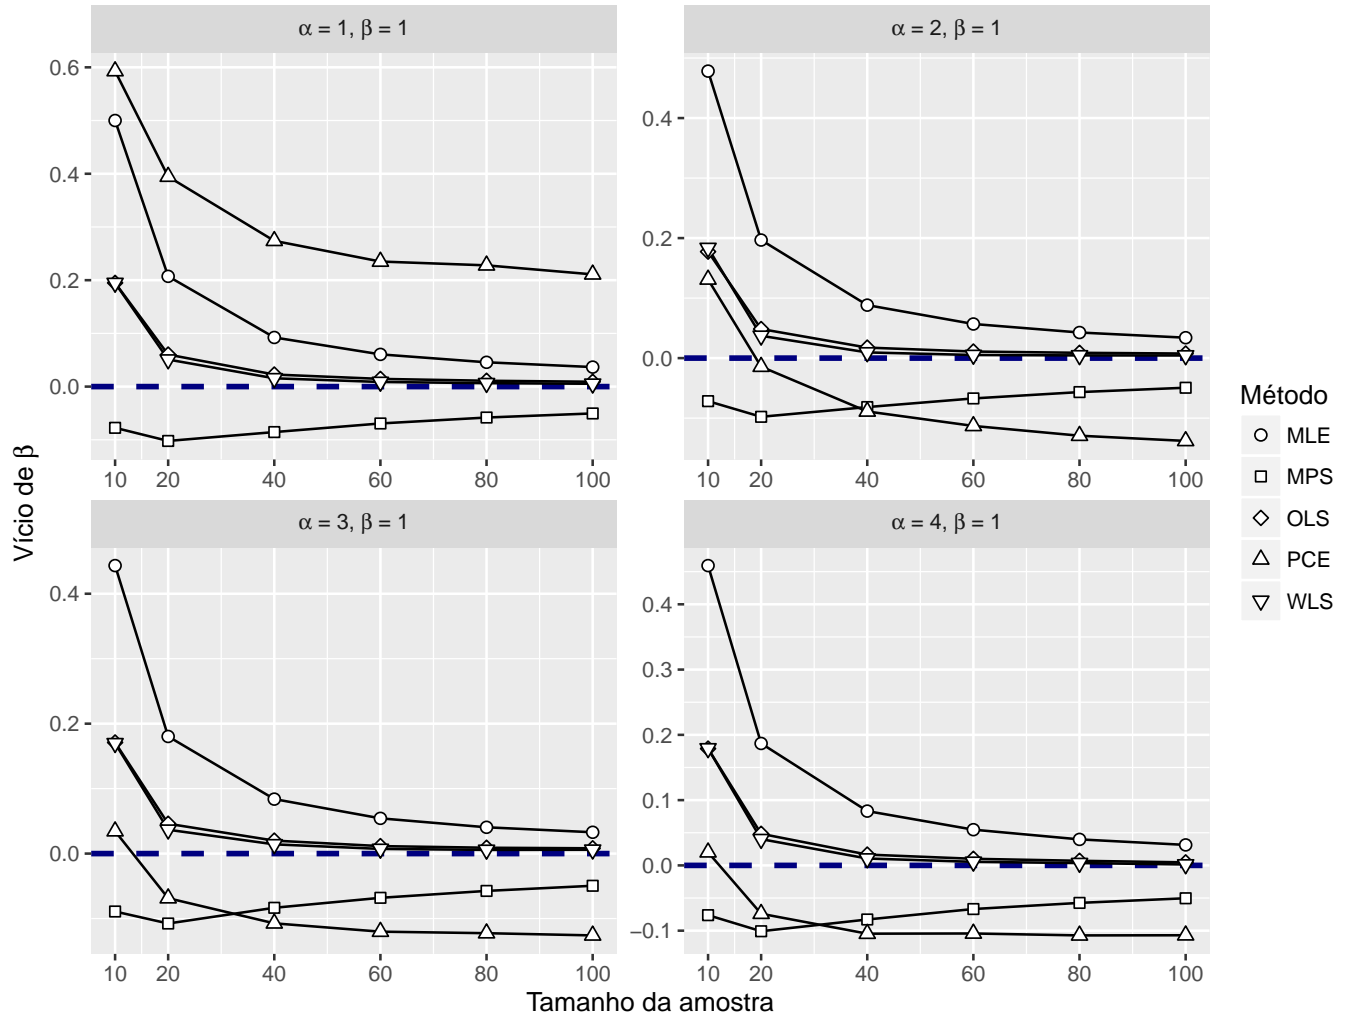 α = 1, β = 1
α = 2, β = 1
0.6
0.4
0.2
0.0
0.4
0.2
0.0
10 20 40 60 80 100
10 20 40 60 80 100
α = 3, β = 1
α = 4, β = 1
0.4
0.2
0.0
0.4
0.3
0.2
0.1
0.0
−0.1
10 20 40 60 80 100
10 20 40 60 80 100
Tamanho da amostra
Vício de β
Método
MLE
MPS
OLS
PCE
WLS